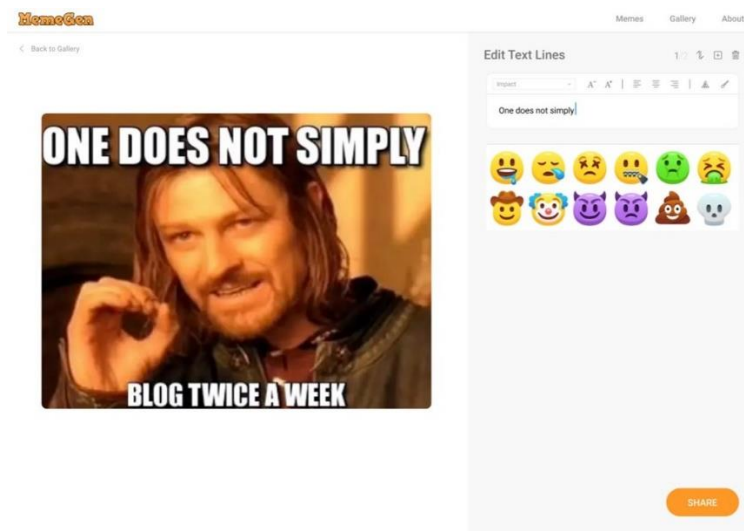 MemeGen
Memes Gallery About
Back to Gallery
Edit Text Lines
Impact
One does not simply
ONE DOES NOT SIMPLY
BLOG TWICE A WEEK
SHARE